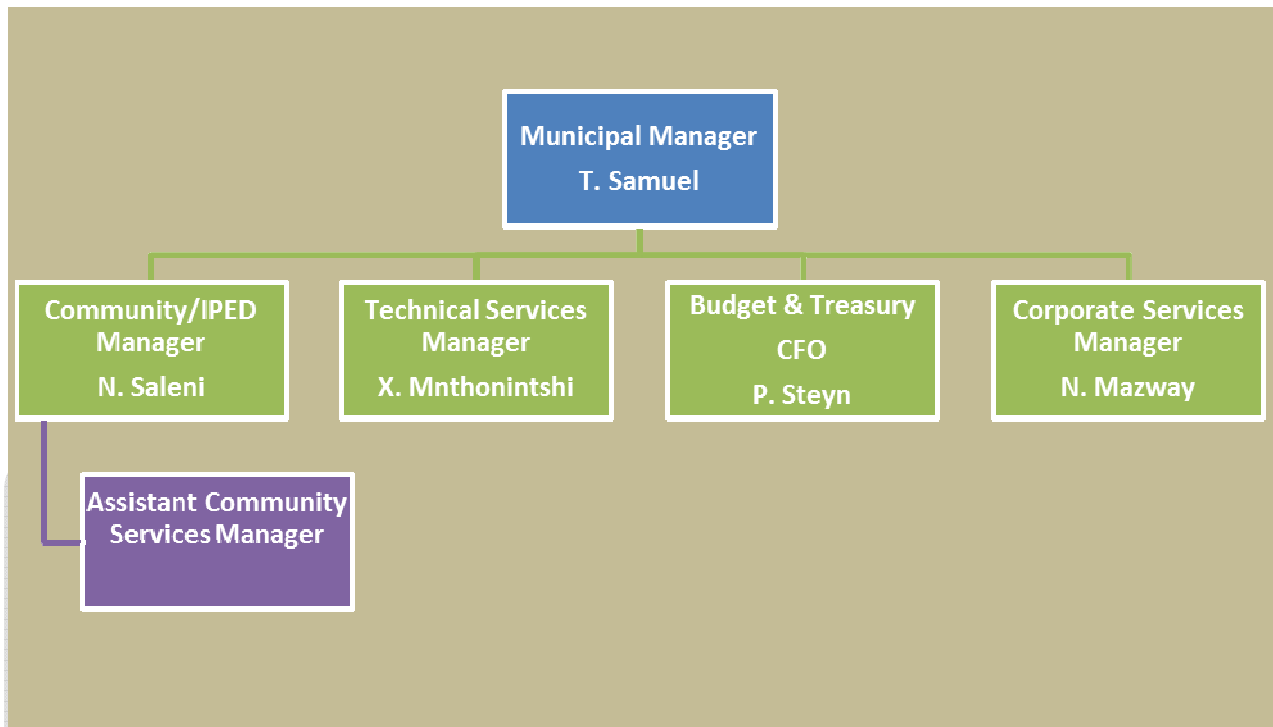 Municipal Manager
T. Samuel
Community/IPED
Manager
N. Saleni
Technical Services
Manager
X. Mnthonintshi
Budget & Treasury
CFO
P. Steyn
Corporate Services
Manager
N. Mazway
Assistant Community
Services Manager